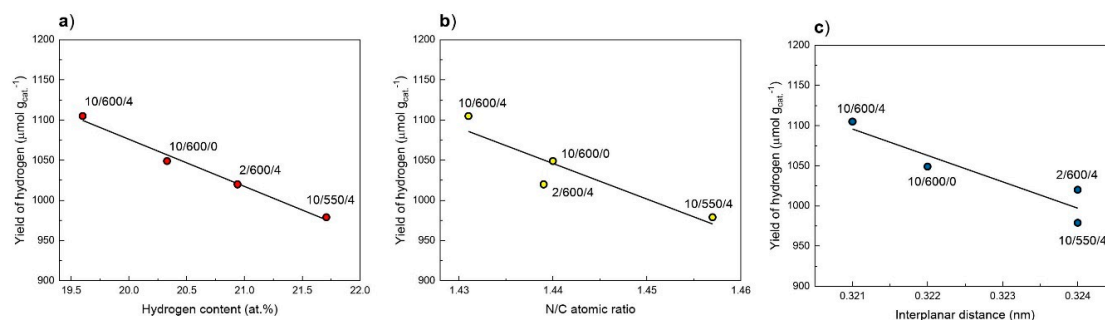 a)
Yield of hydrogen (μmol gcat.-1)
1200
1150
1100
1050
1000
950
900
10/600/4
10/600/0
2/600/4
10/550/4
19.5 20.0 20.5 21.0 21.5 22.0
Hydrogen content (at.%)
b)
Yield of hydrogen (μmol gcat.-1)
1200
1150
1100
1050
1000
950
900
10/600/4
10/600/0
2/600/4
10/550/4
1.43 1.44 1.45 1.46
N/C atomic ratio
c)
Yield of hydrogen (μmol gcat.-1)
1200
1150
1100
1050
1000
950
900
10/600/4
10/600/0
2/600/4
10/550/4
0.321 0.322 0.323 0.324
Interplanar distance (nm)